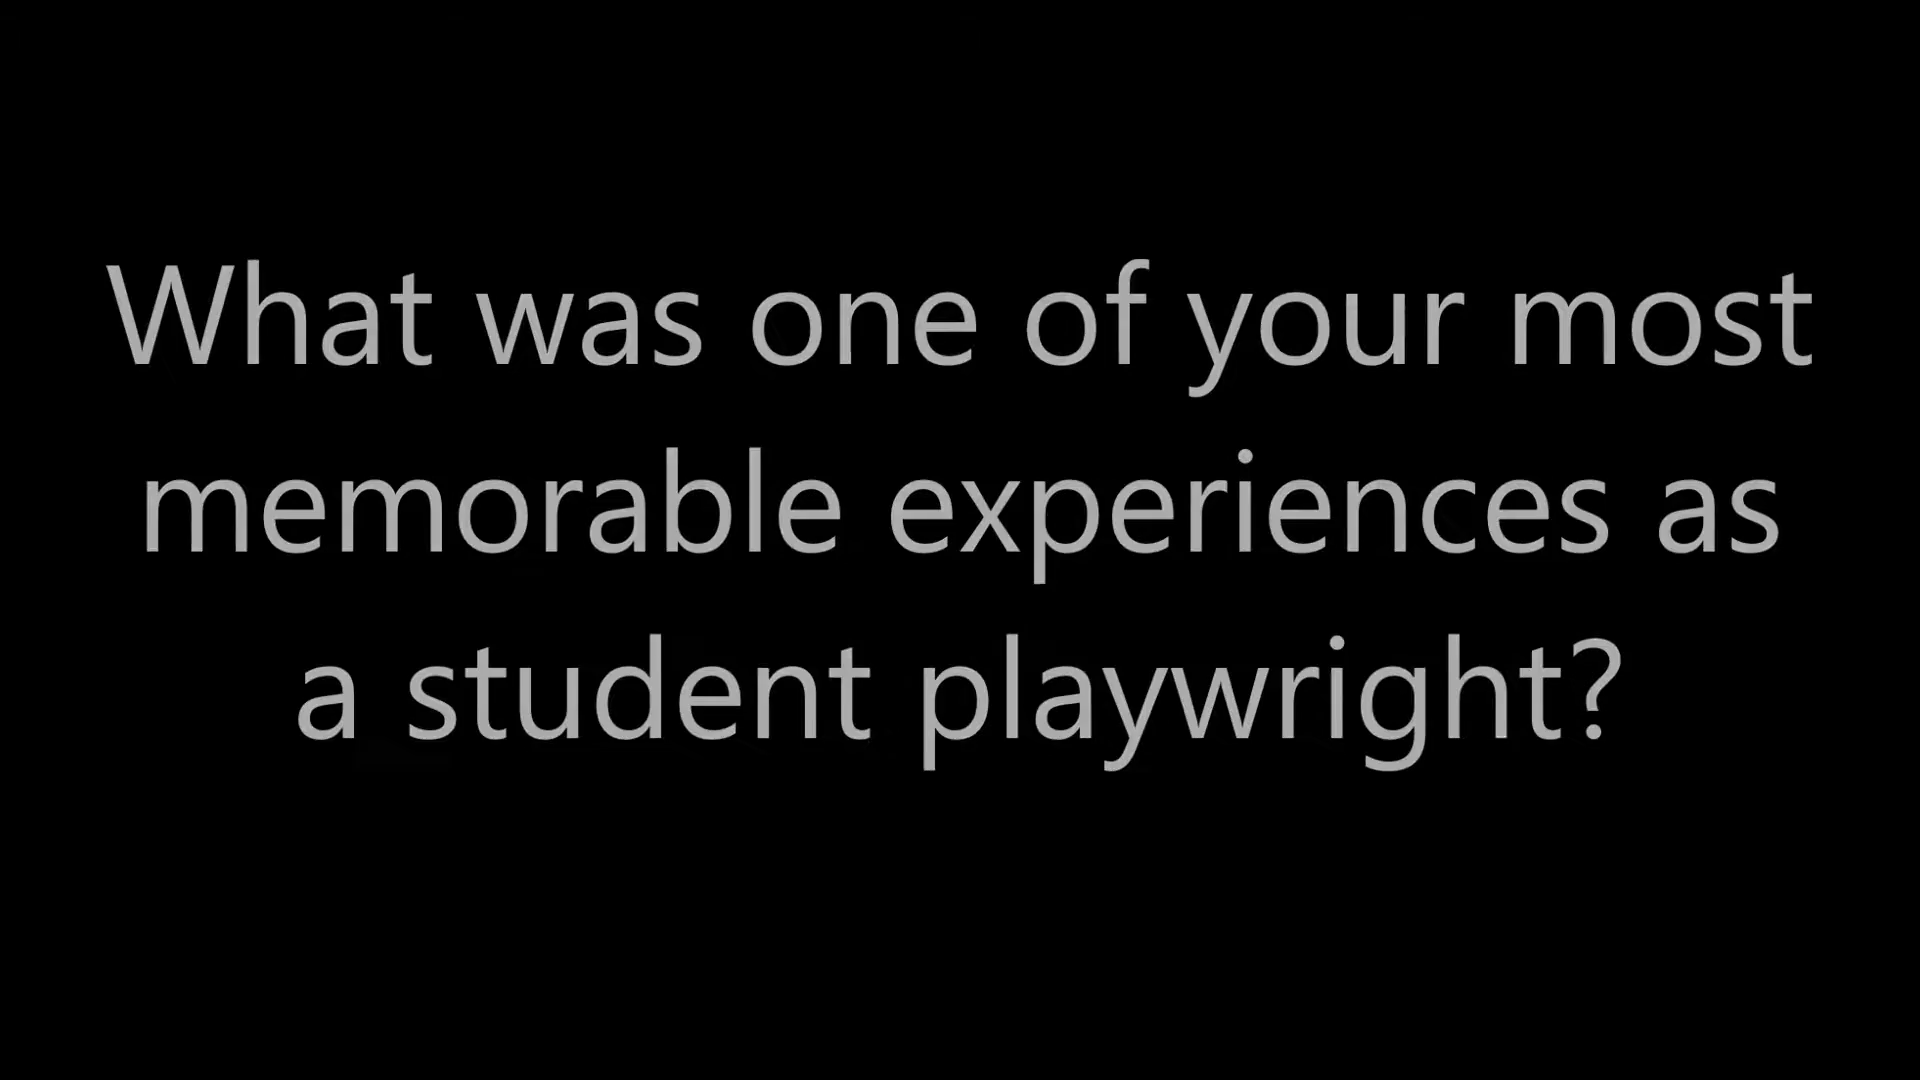 What was one of your most
memorable experiences as
a student playwright?